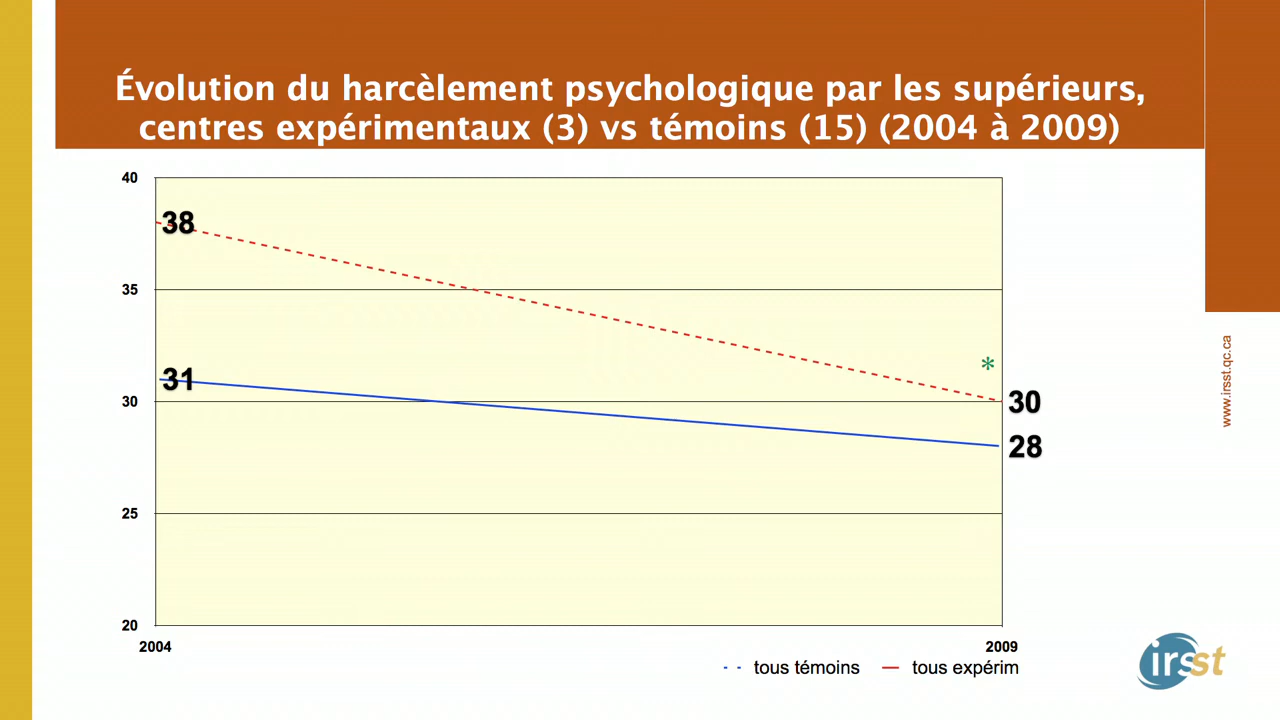 Évolution du harcèlement psychologique par les supérieurs,
centres expérimentaux (3) vs témoins (15) (2004 à 2009)
40
38
35
*
31
30
30
28
25
20
2004
2009
tous témoins
tous expérim
www.irsst.qc.ca
irsst